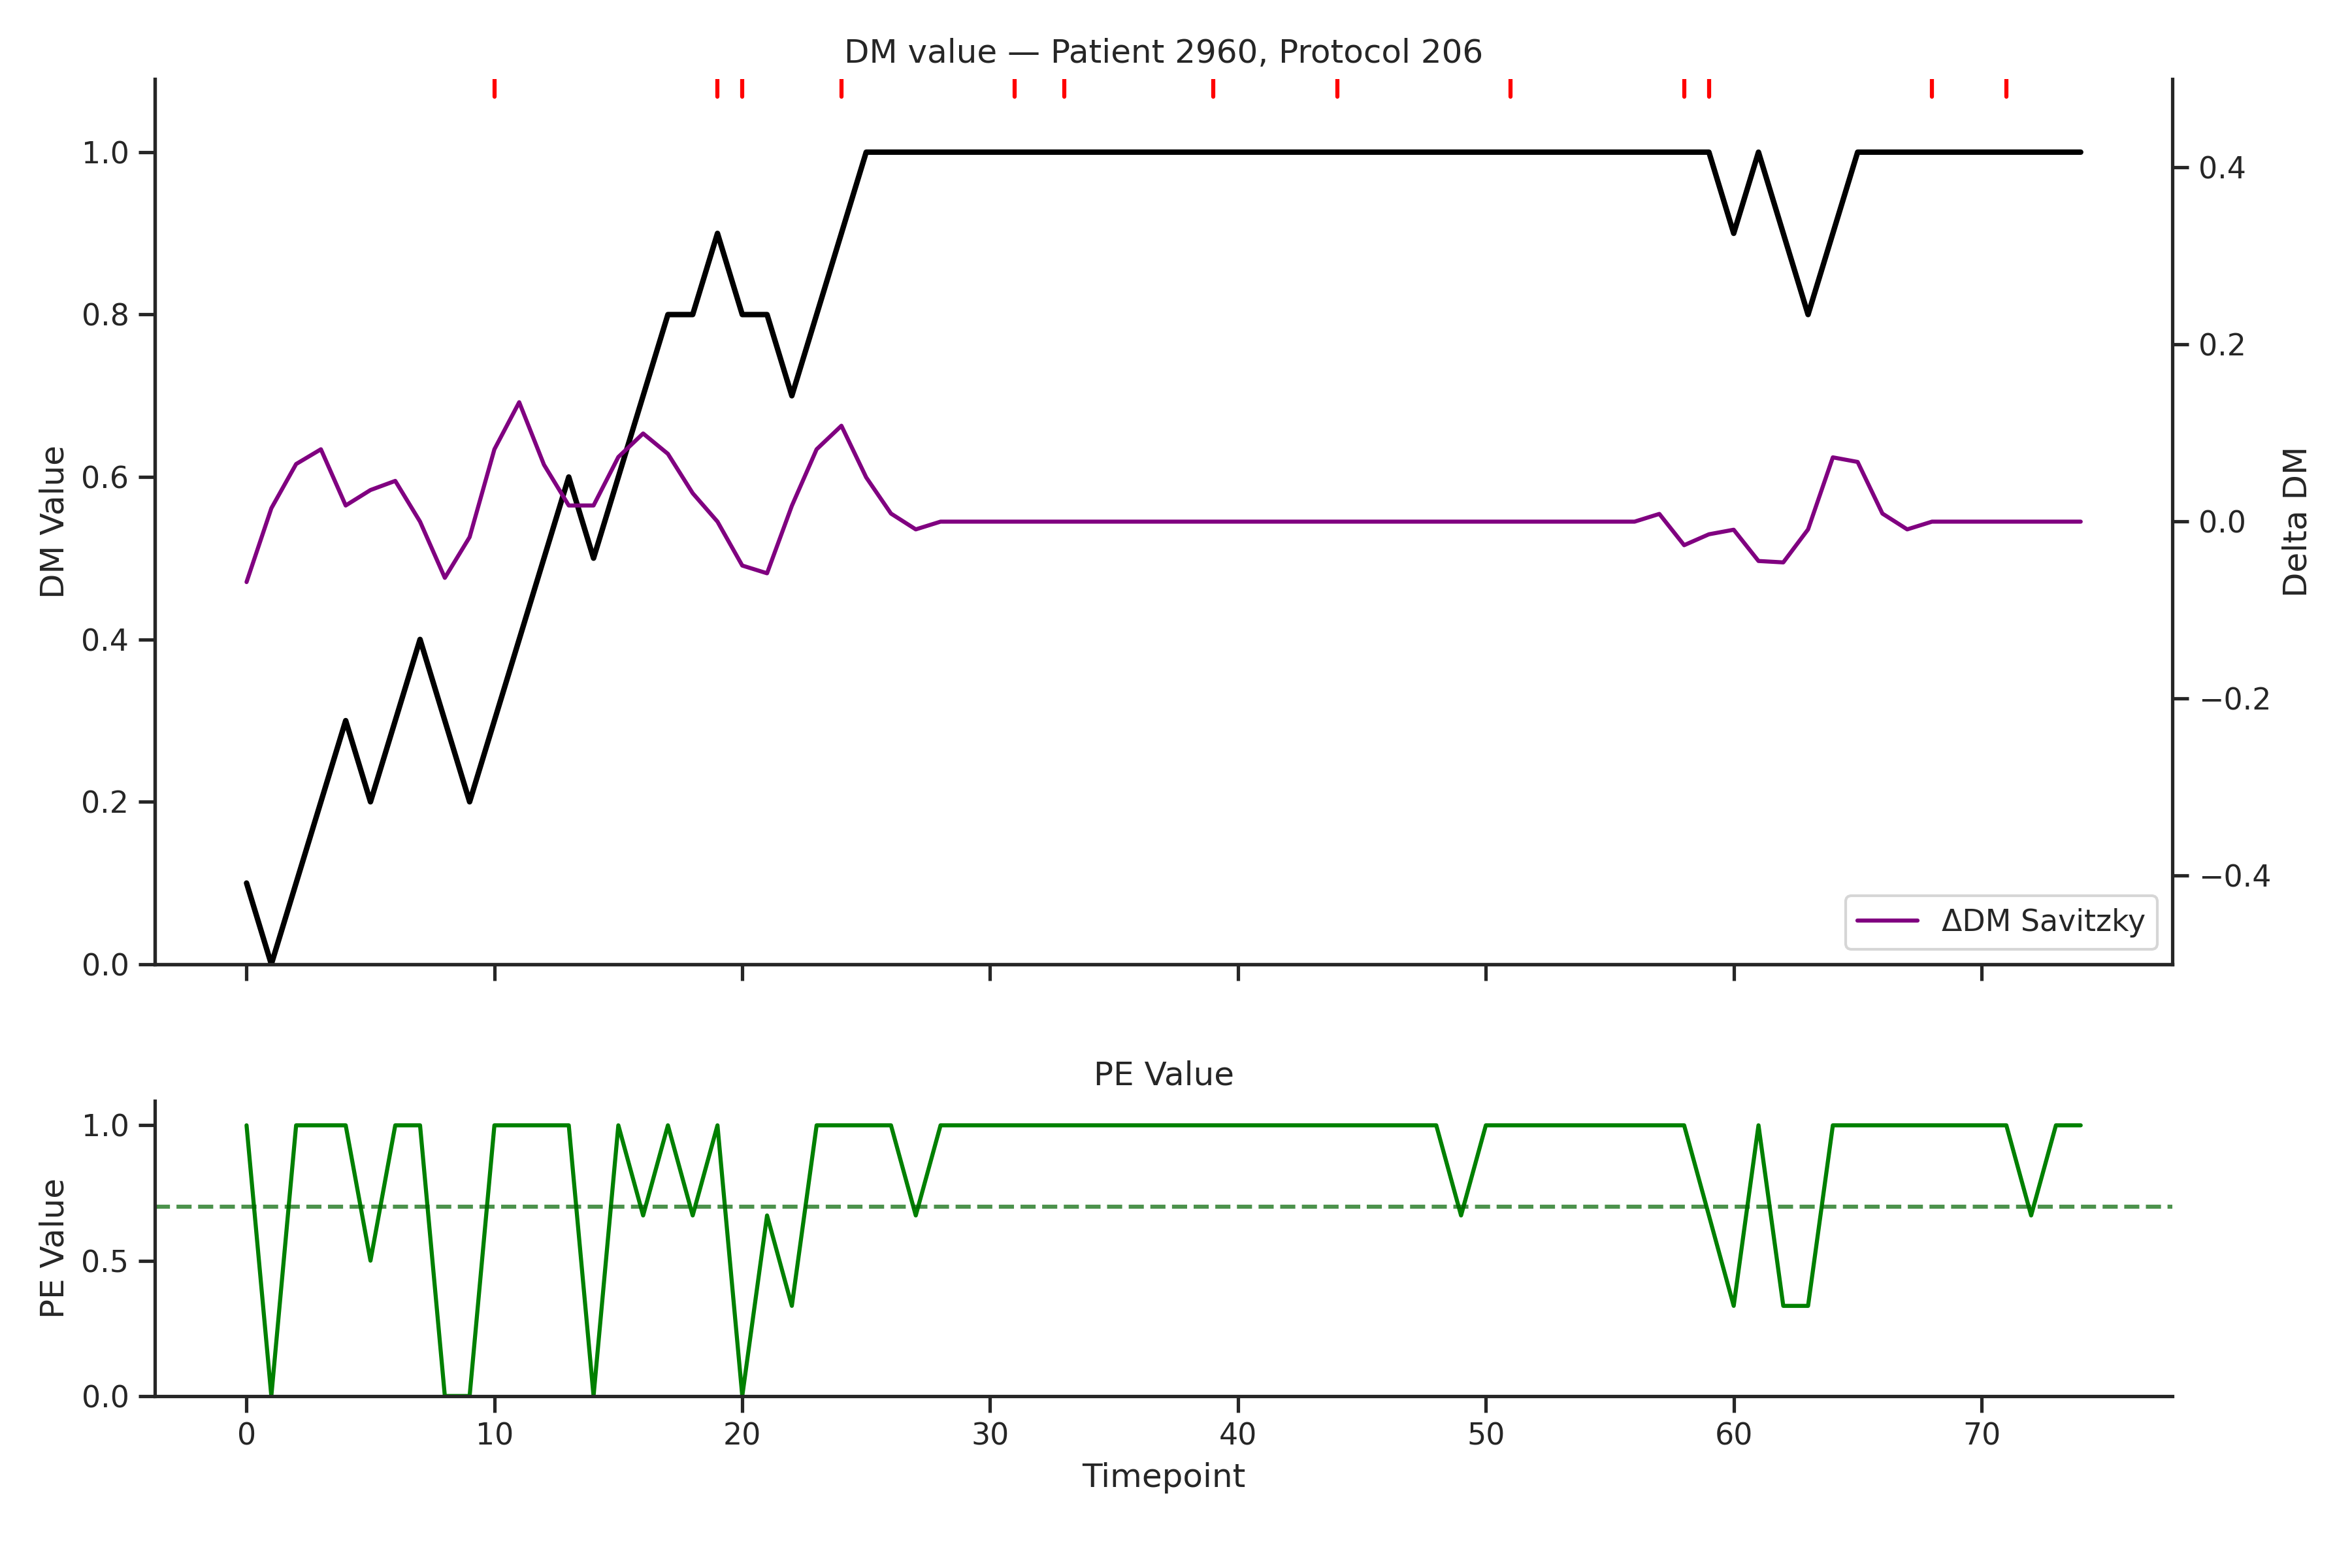 DM value — Patient 2960, Protocol 206
DM Value
1.0
0.8
0.6
0.4
0.2
0.0
Delta DM
0.4
0.2
0.0
−0.2
−0.4
ΔDM Savitzky
PE Value
PE Value
1.0
0.5
0.0
0 10 20 30 40 50 60 70
Timepoint